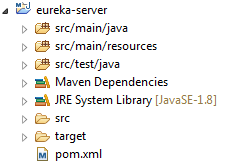 eureka-server
src/main/java
src/main/resources
src/test/java
Maven Dependencies
JRE System Library [JavaSE-1.8]
src
target
pom.xml